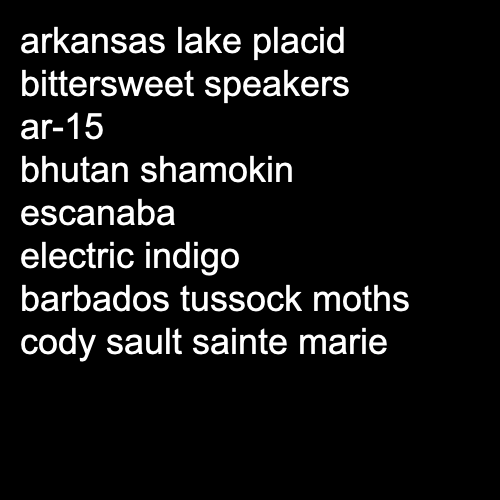 arkansas lake placid
bittersweet speakers
ar-15
bhutan shamokin
escanaba
electric indigo
barbados tussock moths
cody sault sainte marie